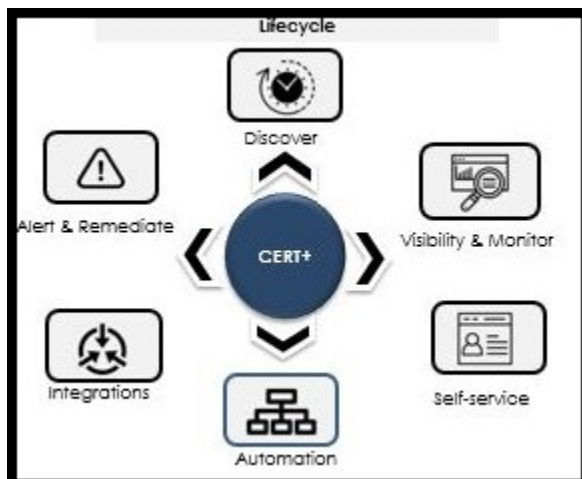 Lifecycle
Discover
Alert & Remediate
Visibility & Monitor
CERT+
Integrations
Self-service
Automation